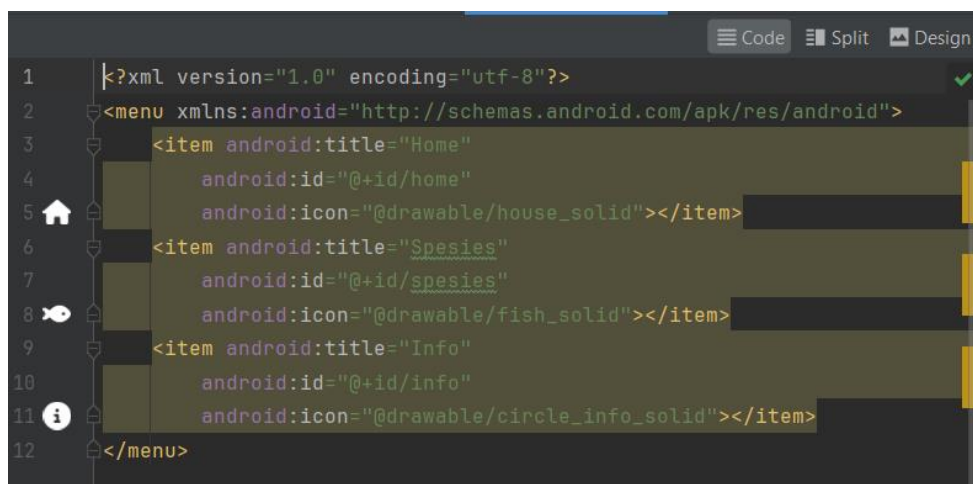 Code Split Design
1 <?xml version="1.0" encoding="utf-8"?>
2 <menu xmlns:android="http://schemas.android.com/apk/res/android">
3 <item android:title="Home"
4 android:id="@+id/home"
5 android:icon="@drawable/house_solid"></item>
6 <item android:title="Spesies"
7 android:id="@+id/spesies"
8 android:icon="@drawable/fish_solid"></item>
9 <item android:title="Info"
10 android:id="@+id/info"
11 android:icon="@drawable/circle_info_solid"></item>
12 </menu>